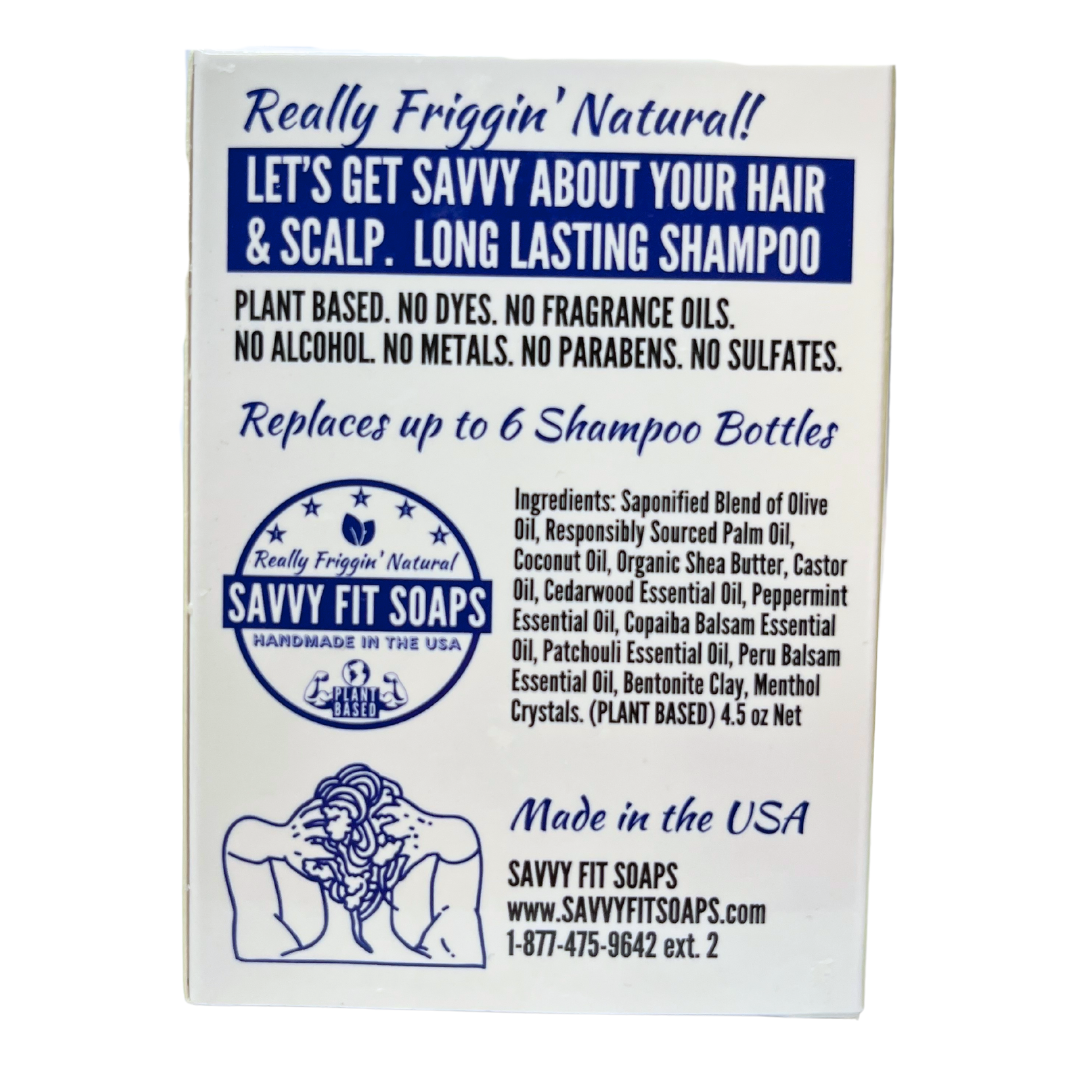 Really Friggin' Natural!
LET'S GET SAVVY ABOUT YOUR HAIR
& SCALP. LONG LASTING SHAMPOO
PLANT BASED. NO DYES. NO FRAGRANCE OILS.
NO ALCOHOL. NO METALS. NO PARABENS. NO SULFATES.
Replaces up to 6 Shampoo Bottles
Really Friggin' Natural
SAVVY FIT SOAPS
HANDMADE IN THE USA
PLANT
BASED
Ingredients: Saponified Blend of Olive
Oil, Responsibly Sourced Palm Oil,
Coconut Oil, Organic Shea Butter, Castor
Oil, Cedarwood Essential Oil, Peppermint
Essential Oil, Copaiba Balsam Essential
Oil, Patchouli Essential Oil, Peru Balsam
Essential Oil, Bentonite Clay, Menthol
Crystals. (PLANT BASED) 4.5 oz Net
Made in the USA
SAVVY FIT SOAPS
www.SAVVYFITSOAPS.com
1-877-475-9642 ext. 2